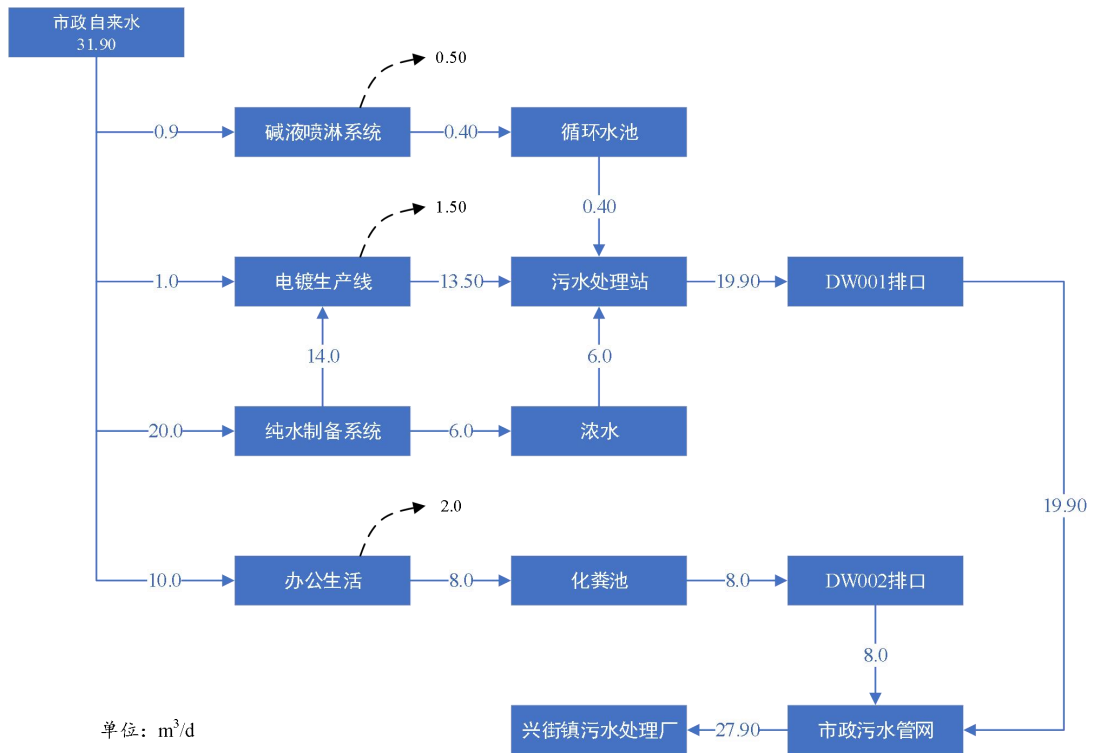 市政自来水
31.90
0.50
0.9
碱液喷淋系统
0.40
循环水池
1.50
0.40
1.0
电镀生产线
13.50
污水处理站
19.90
DW001排口
14.0
6.0
20.0
纯水制备系统
6.0
浓水
2.0
19.90
10.0
办公生活
8.0
化粪池
8.0
DW002排口
8.0
单位：m³/d
兴街镇污水处理厂
27.90
市政污水管网